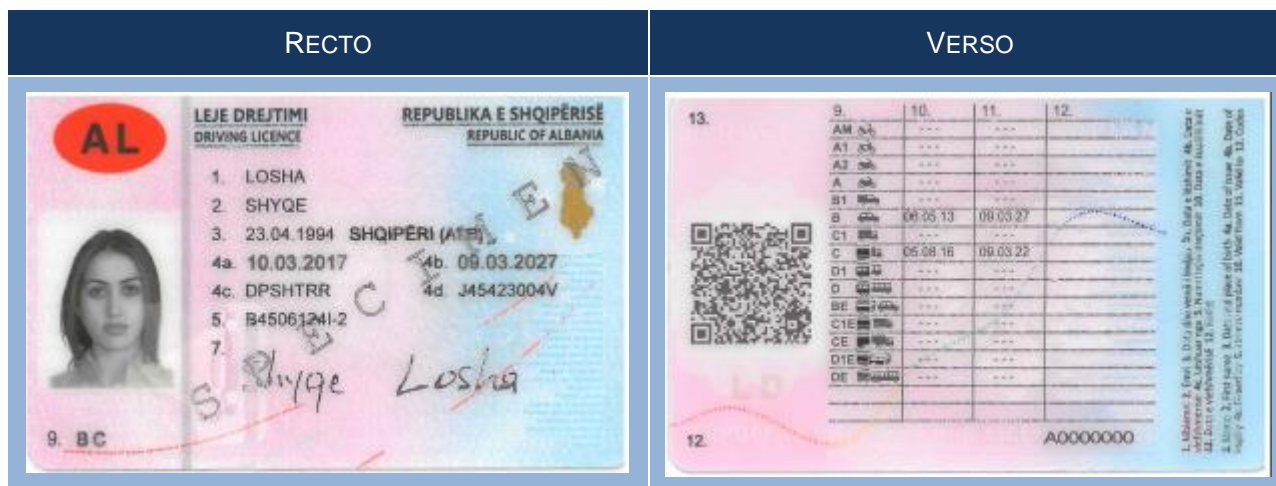 RECTO
VERSO
AL
LEJE DREJTIMI
DRIVING LICENCE
REPUBLIKA E SHQIPËRISË
REPUBLIC OF ALBANIA
1. LOSHA
2. SHYQE
3. 23.04.1994 SHQIPËRI
4a. 10.03.2017 4b. 09.03.2027
4c. DPSHTRR 4d. J45423004V
5. B4506124I-2
7. Shyqe Losha
SPECIMEN
9. BC
13.
9. 10. 11. 12.
AM --- ---
A1 --- ---
A2 --- ---
A --- ---
B1 --- ---
B 06.05.13 09.03.27
C1 --- ---
C 05.08.16 09.03.22
D1 --- ---
D --- ---
BE --- ---
C1E --- ---
CE --- ---
D1E --- ---
DE --- ---
12.
A0000000